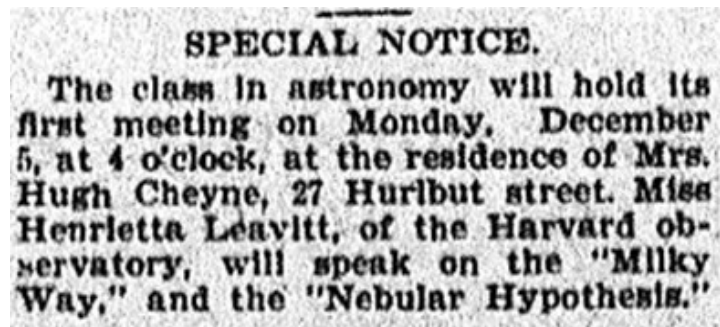 SPECIAL NOTICE.
The class in astronomy will hold its
first meeting on Monday, December
5, at 4 o'clock, at the residence of Mrs.
Hugh Cheyne, 27 Hurlbut street. Miss
Henrietta Leavitt, of the Harvard ob-
servatory, will speak on the "Milky
Way," and the "Nebular Hypothesis."